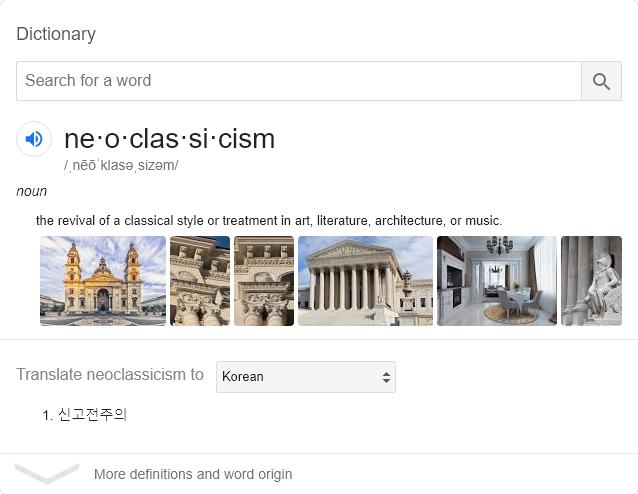 Dictionary
Search for a word
ne·o·clas·si·cism
/ˌnēōˈklasəˌsizəm/
noun
the revival of a classical style or treatment in art, literature, architecture, or music.
Translate neoclassicism to Korean
1. 신고전주의
More definitions and word origin